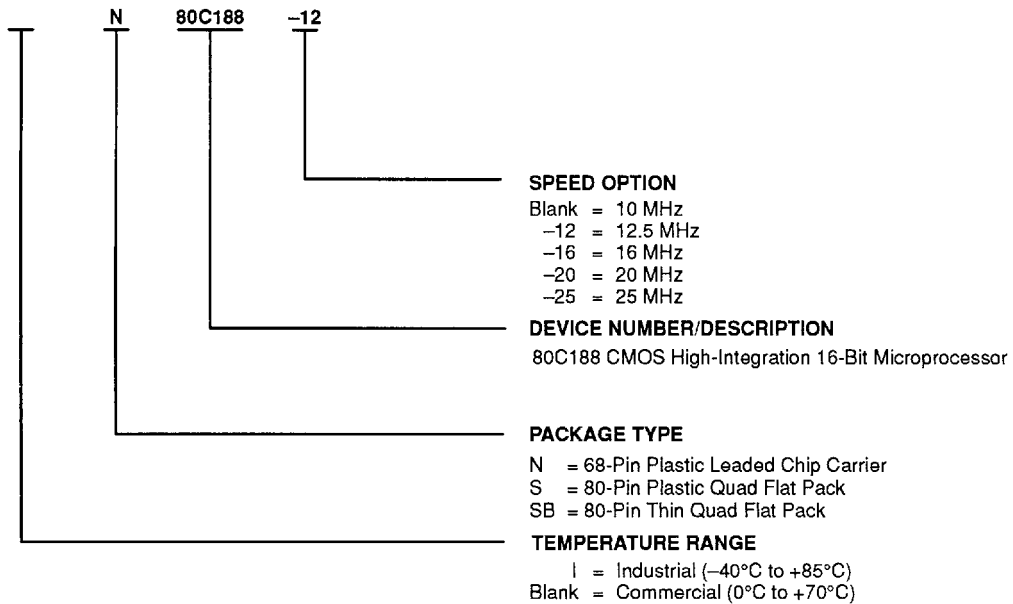 N 80C188 –12
SPEED OPTION
Blank = 10 MHz
–12 = 12.5 MHz
–16 = 16 MHz
–20 = 20 MHz
–25 = 25 MHz
DEVICE NUMBER/DESCRIPTION
80C188 CMOS High-Integration 16-Bit Microprocessor
PACKAGE TYPE
N = 68-Pin Plastic Leaded Chip Carrier
S = 80-Pin Plastic Quad Flat Pack
SB = 80-Pin Thin Quad Flat Pack
TEMPERATURE RANGE
I = Industrial (–40°C to +85°C)
Blank = Commercial (0°C to +70°C)